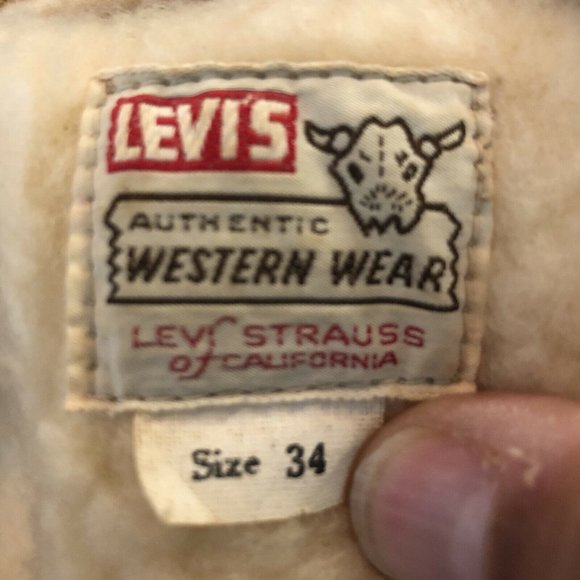 LEVI'S
AUTHENTIC
WESTERN WEAR
LEVI STRAUSS
of CALIFORNIA
Size 34